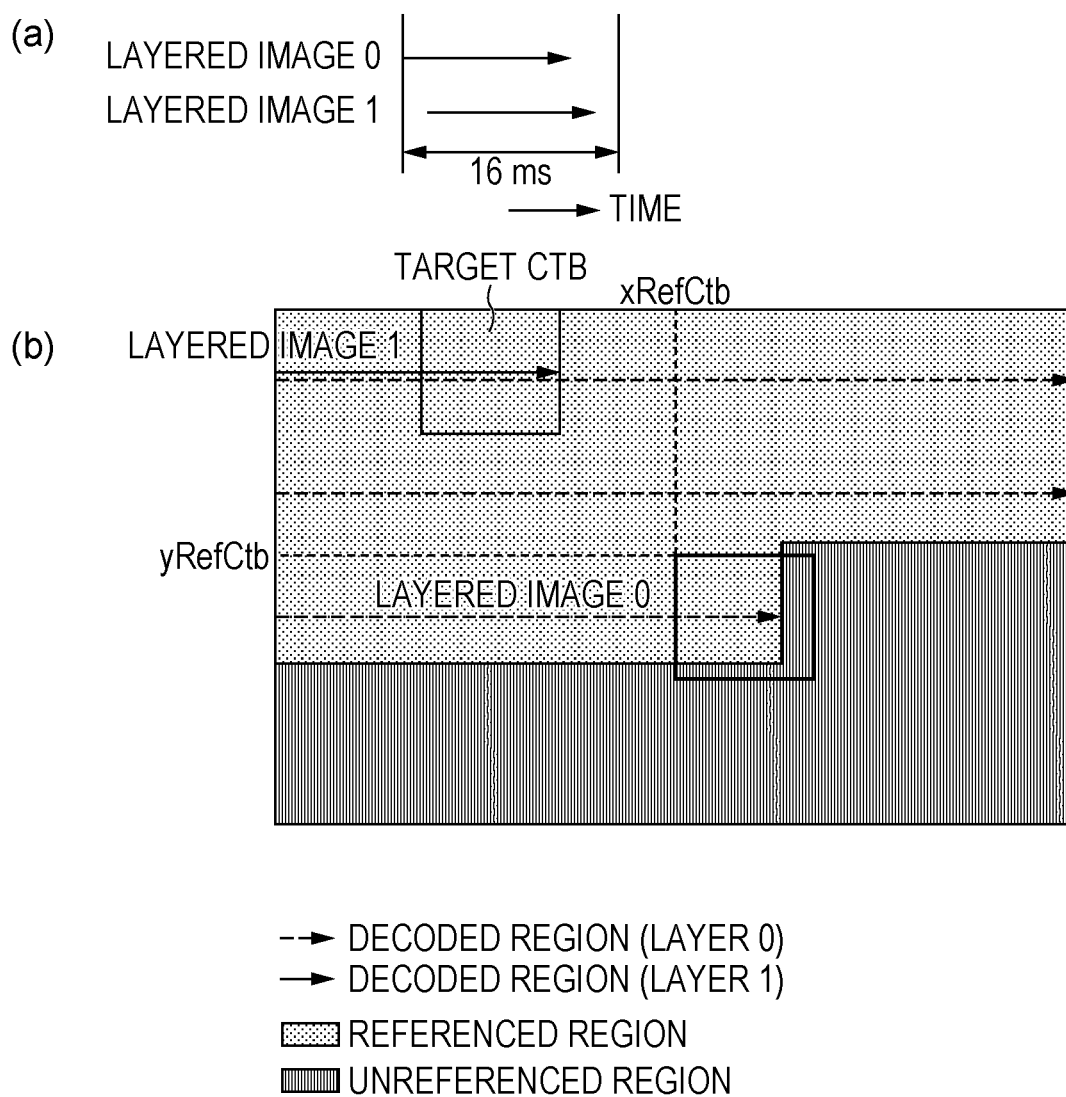 (a)
LAYERED IMAGE 0
LAYERED IMAGE 1
16 ms
TIME
TARGET CTB
xRefCtb
(b)
LAYERED IMAGE 1
yRefCtb
LAYERED IMAGE 0
DECODED REGION (LAYER 0)
DECODED REGION (LAYER 1)
REFERENCED REGION
UNREFERENCED REGION